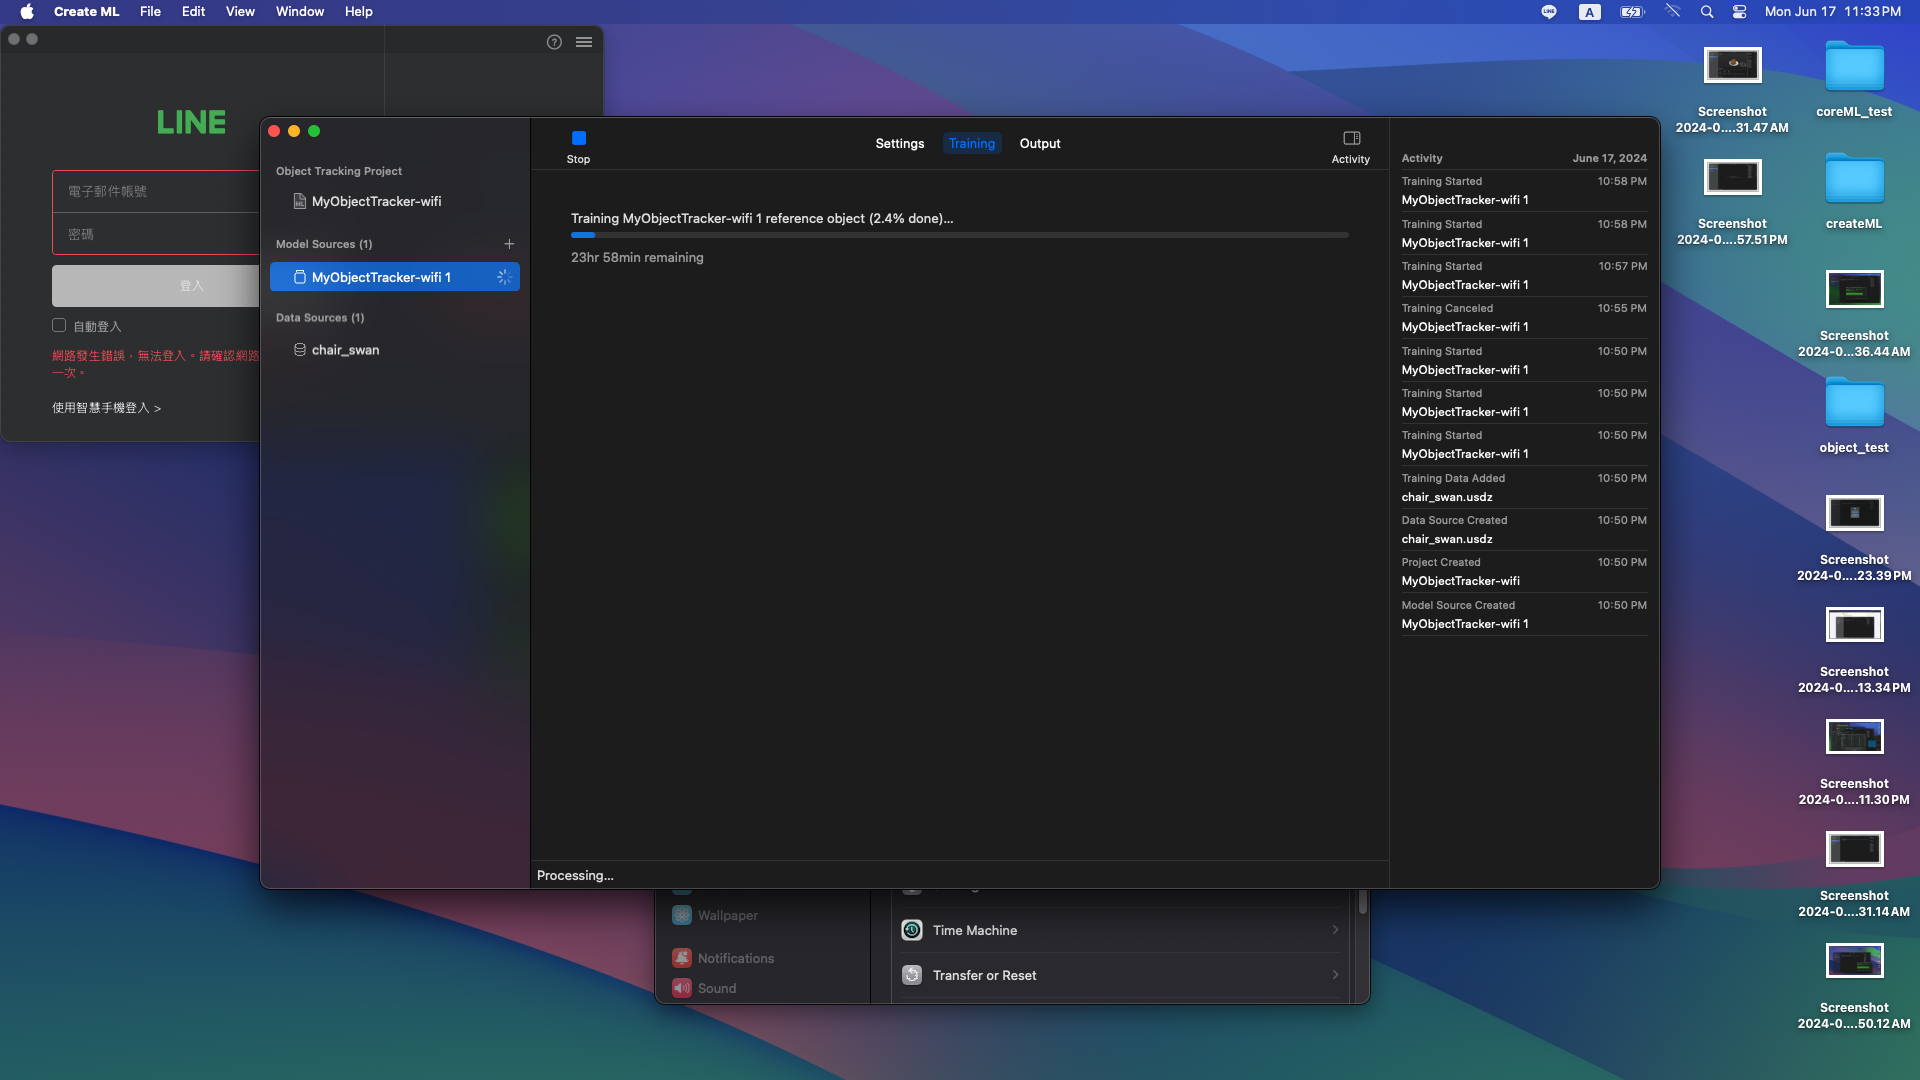 Create ML File Edit View Window Help
A
Mon Jun 17 11:33 PM
LINE
電子郵件帳號
密碼
登入
自動登入
網路發生錯誤，無法登入。請確認網路
一次。
使用智慧手機登入 >
Object Tracking Project
MyObjectTracker-wifi
Model Sources (1)
MyObjectTracker-wifi 1
Data Sources (1)
chair_swan
Stop
Settings
Training
Output
Activity
Training MyObjectTracker-wifi 1 reference object (2.4% done)...
23hr 58min remaining
Processing...
Activity June 17, 2024
Training Started 10:58 PM
MyObjectTracker-wifi 1
Training Started 10:58 PM
MyObjectTracker-wifi 1
Training Started 10:57 PM
MyObjectTracker-wifi 1
Training Canceled 10:55 PM
MyObjectTracker-wifi 1
Training Started 10:50 PM
MyObjectTracker-wifi 1
Training Started 10:50 PM
MyObjectTracker-wifi 1
Training Started 10:50 PM
MyObjectTracker-wifi 1
Training Data Added 10:50 PM
chair_swan.usdz
Data Source Created 10:50 PM
chair_swan.usdz
Project Created 10:50 PM
MyObjectTracker-wifi
Model Source Created 10:50 PM
MyObjectTracker-wifi 1
Wallpaper
Notifications
Sound
Time Machine
Transfer or Reset
Screenshot
2024-0....31.47 AM
Screenshot
2024-0....57.51 PM
coreML_test
createML
Screenshot
2024-0...36.44 AM
object_test
Screenshot
2024-0....23.39 PM
Screenshot
2024-0....13.34 PM
Screenshot
2024-0....11.30 PM
Screenshot
2024-0....31.14 AM
Screenshot
2024-0....50.12 AM